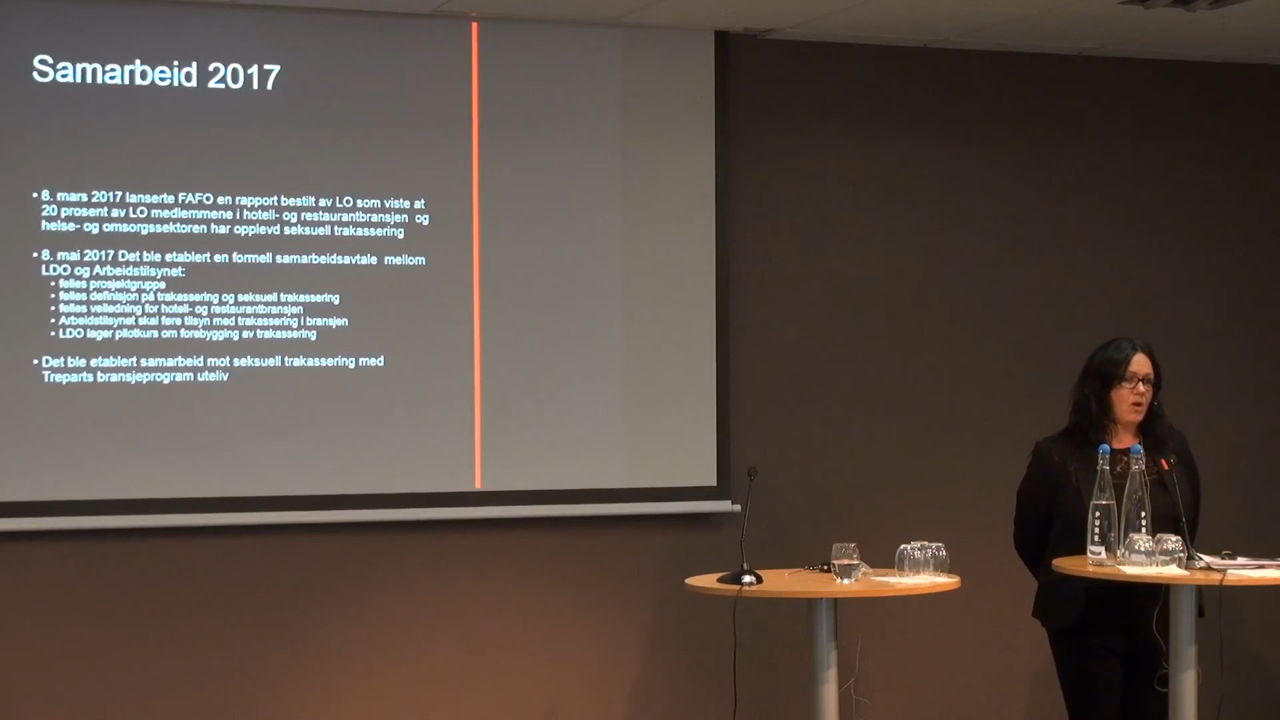 Samarbeid 2017
• 8. mars 2017 lanserte FAFO en rapport bestilt av LO som viste at
20 prosent av LO medlemmene i hotell- og restaurantbransjen og
helse- og omsorgssektoren har opplevd seksuell trakassering
• 8. mai 2017 Det ble etablert en formell samarbeidsavtale mellom
LDO og Arbeidstilsynet:
• felles prosjektgruppe
• felles definisjon på trakassering og seksuell trakassering
• felles veiledning for hotell- og restaurantbransjen
• Arbeidstilsynet skal føre tilsyn med trakassering i bransjen
• LDO lager pilotkurs om forebygging av trakassering
• Det ble etablert samarbeid mot seksuell trakassering med
Treparts bransjeprogram uteliv
PURE
PURE